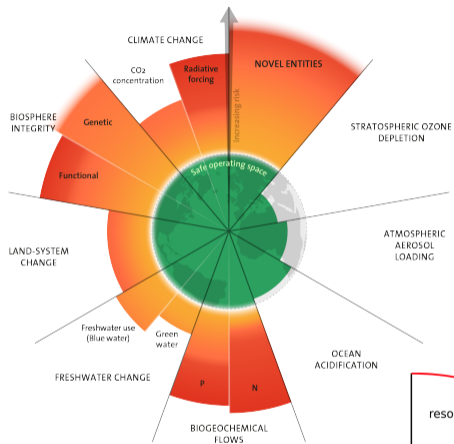 CLIMATE CHANGE
CO2
concentration
Radiative
forcing
Increasing risk
NOVEL ENTITIES
STRATOSPHERIC OZONE
DEPLETION
BIOSPHERE
INTEGRITY
Genetic
Functional
Safe operating space
ATMOSPHERIC
AEROSOL
LOADING
LAND-SYSTEM
CHANGE
Freshwater use
(Blue water)
Green
water
FRESHWATER CHANGE
P
N
BIOGEOCHEMICAL
FLOWS
OCEAN
ACIDIFICATION